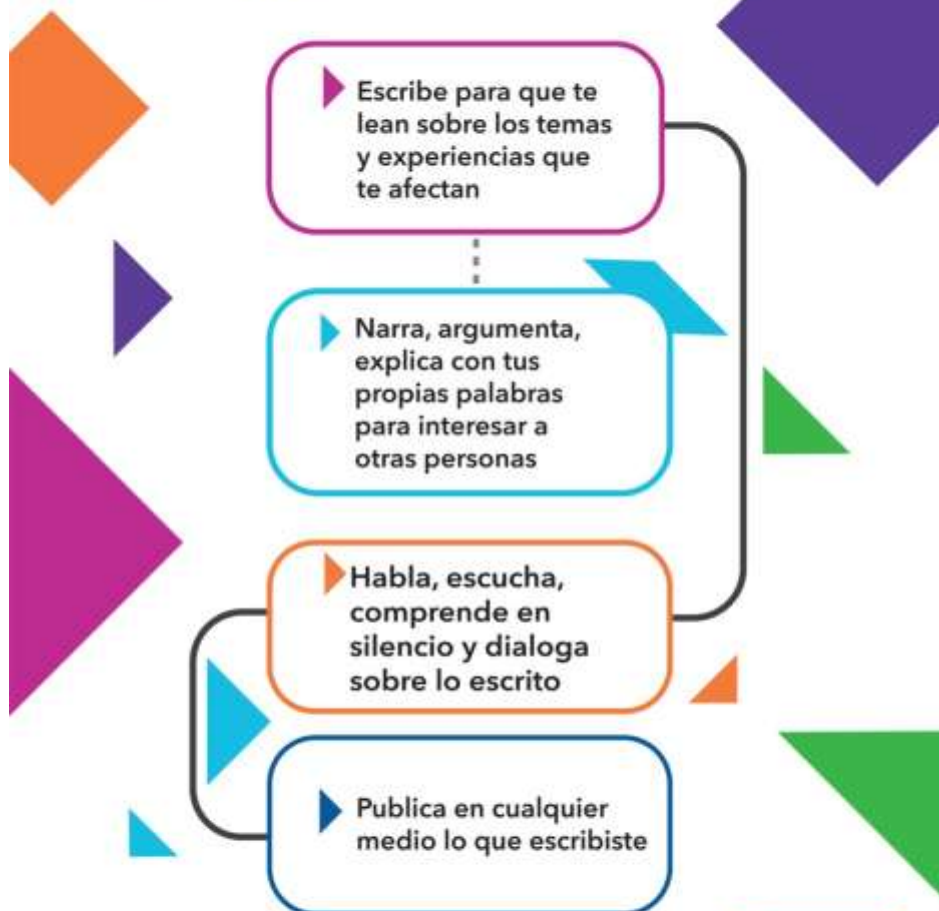 Escribe para que te
lean sobre los temas
y experiencias que
te afectan
Narra, argumenta,
explica con tus
propias palabras
para interesar a
otras personas
Habla, escucha,
comprende en
silencio y dialoga
sobre lo escrito
Publica en cualquier
medio lo que escribiste